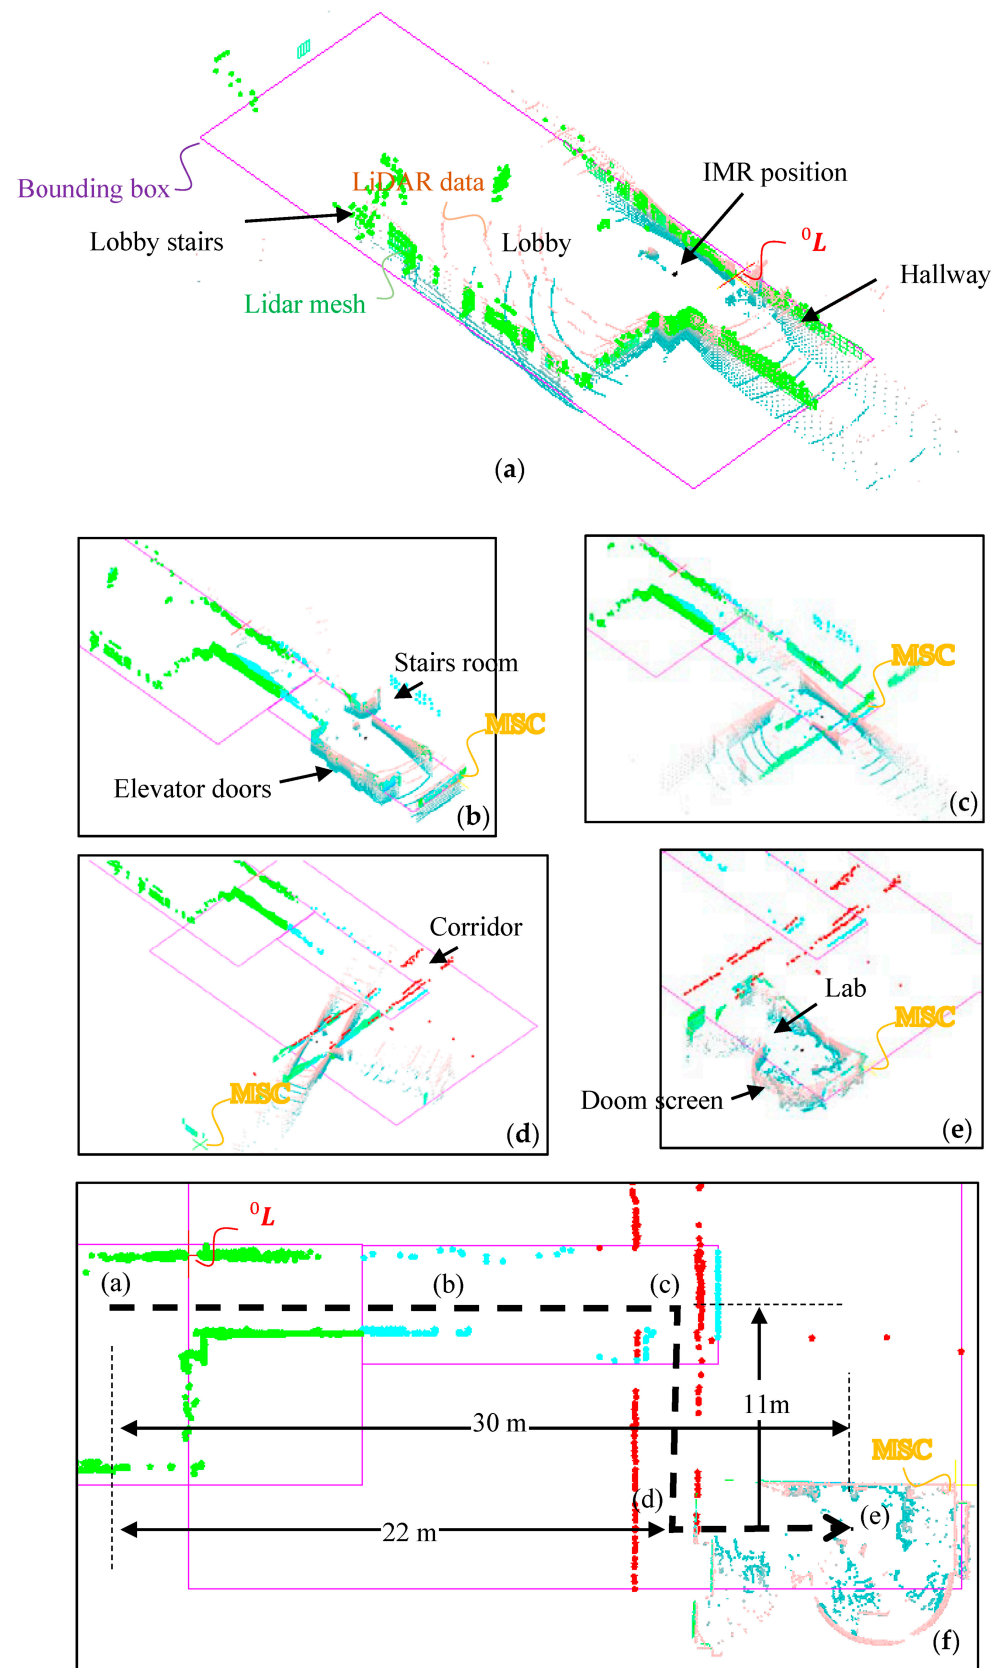 IMR position
Bounding box
LiDAR data
Lobby stairs
Lobby
⁰L
Hallway
Lidar mesh
(a)
Stairs room
MSC
Elevator doors
(b)
MSC
(c)
Corridor
MSC
(d)
Lab
MSC
Doom screen
(e)
⁰L
(a)
(b)
(c)
11m
30 m
MSC
(d)
(e)
22 m
(f)